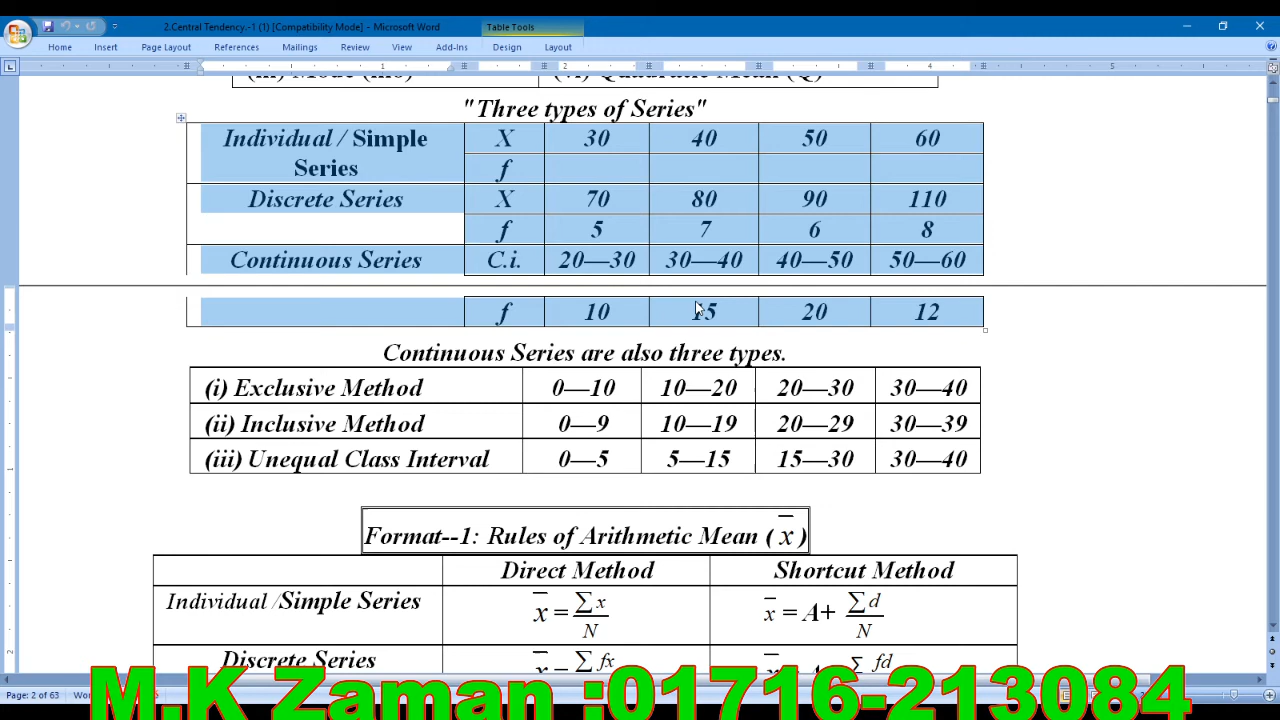 2.Central Tendency.-1 (1) [Compatibility Mode] - Microsoft Word
Table Tools
Home Insert Page Layout References Mailings Review View Add-Ins Design Layout
"Three types of Series"
Individual / Simple Series X 30 40 50 60
f
Discrete Series X 70 80 90 110
f 5 7 6 8
Continuous Series C.i. 20—30 30—40 40—50 50—60
f 10 15 20 12
Continuous Series are also three types.
(i) Exclusive Method 0—10 10—20 20—30 30—40
(ii) Inclusive Method 0—9 10—19 20—29 30—39
(iii) Unequal Class Interval 0—5 5—15 15—30 30—40
Format--1: Rules of Arithmetic Mean ( x̅ )
Direct Method Shortcut Method
Individual /Simple Series x̅ = ∑x / N x̅ = A+ ∑d / N
Discrete Series ∑ fx ∑ fd
Page: 2 of 63
M.K Zaman :01716-213084